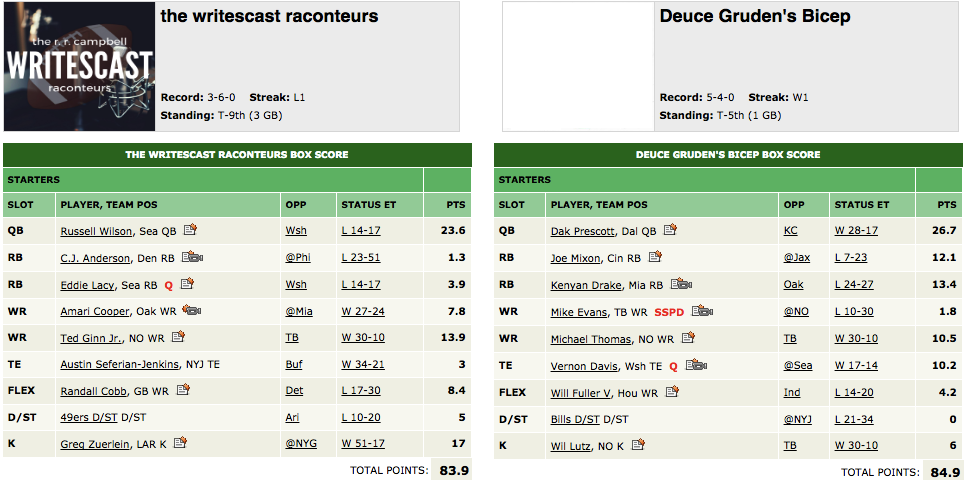 the writescast raconteurs
the r. r. campbell
WRITESCAST
raconteurs
Record: 3-6-0 Streak: L1
Standing: T-9th (3 GB)
THE WRITESCAST RACONTEURS BOX SCORE
STARTERS
SLOT PLAYER, TEAM POS OPP STATUS ET PTS
QB Russell Wilson, Sea QB Wsh L 14-17 23.6
RB C.J. Anderson, Den RB @Phi L 23-51 1.3
RB Eddie Lacy, Sea RB Q Wsh L 14-17 3.9
WR Amari Cooper, Oak WR @Mia W 27-24 7.8
WR Ted Ginn Jr., NO WR TB W 30-10 13.9
TE Austin Seferian-Jenkins, NYJ TE Buf W 34-21 3
FLEX Randall Cobb, GB WR Det L 17-30 8.4
D/ST 49ers D/ST D/ST Ari L 10-20 5
K Greg Zuerlein, LAR K @NYG W 51-17 17
TOTAL POINTS: 83.9
Deuce Gruden's Bicep
Record: 5-4-0 Streak: W1
Standing: T-5th (1 GB)
DEUCE GRUDEN'S BICEP BOX SCORE
STARTERS
SLOT PLAYER, TEAM POS OPP STATUS ET PTS
QB Dak Prescott, Dal QB KC W 28-17 26.7
RB Joe Mixon, Cin RB @Jax L 7-23 12.1
RB Kenyan Drake, Mia RB Oak L 24-27 13.4
WR Mike Evans, TB WR SSPD @NO L 10-30 1.8
WR Michael Thomas, NO WR TB W 30-10 10.5
TE Vernon Davis, Wsh TE Q @Sea W 17-14 10.2
FLEX Will Fuller V, Hou WR Ind L 14-20 4.2
D/ST Bills D/ST D/ST @NYJ L 21-34 0
K Wil Lutz, NO K TB W 30-10 6
TOTAL POINTS: 84.9